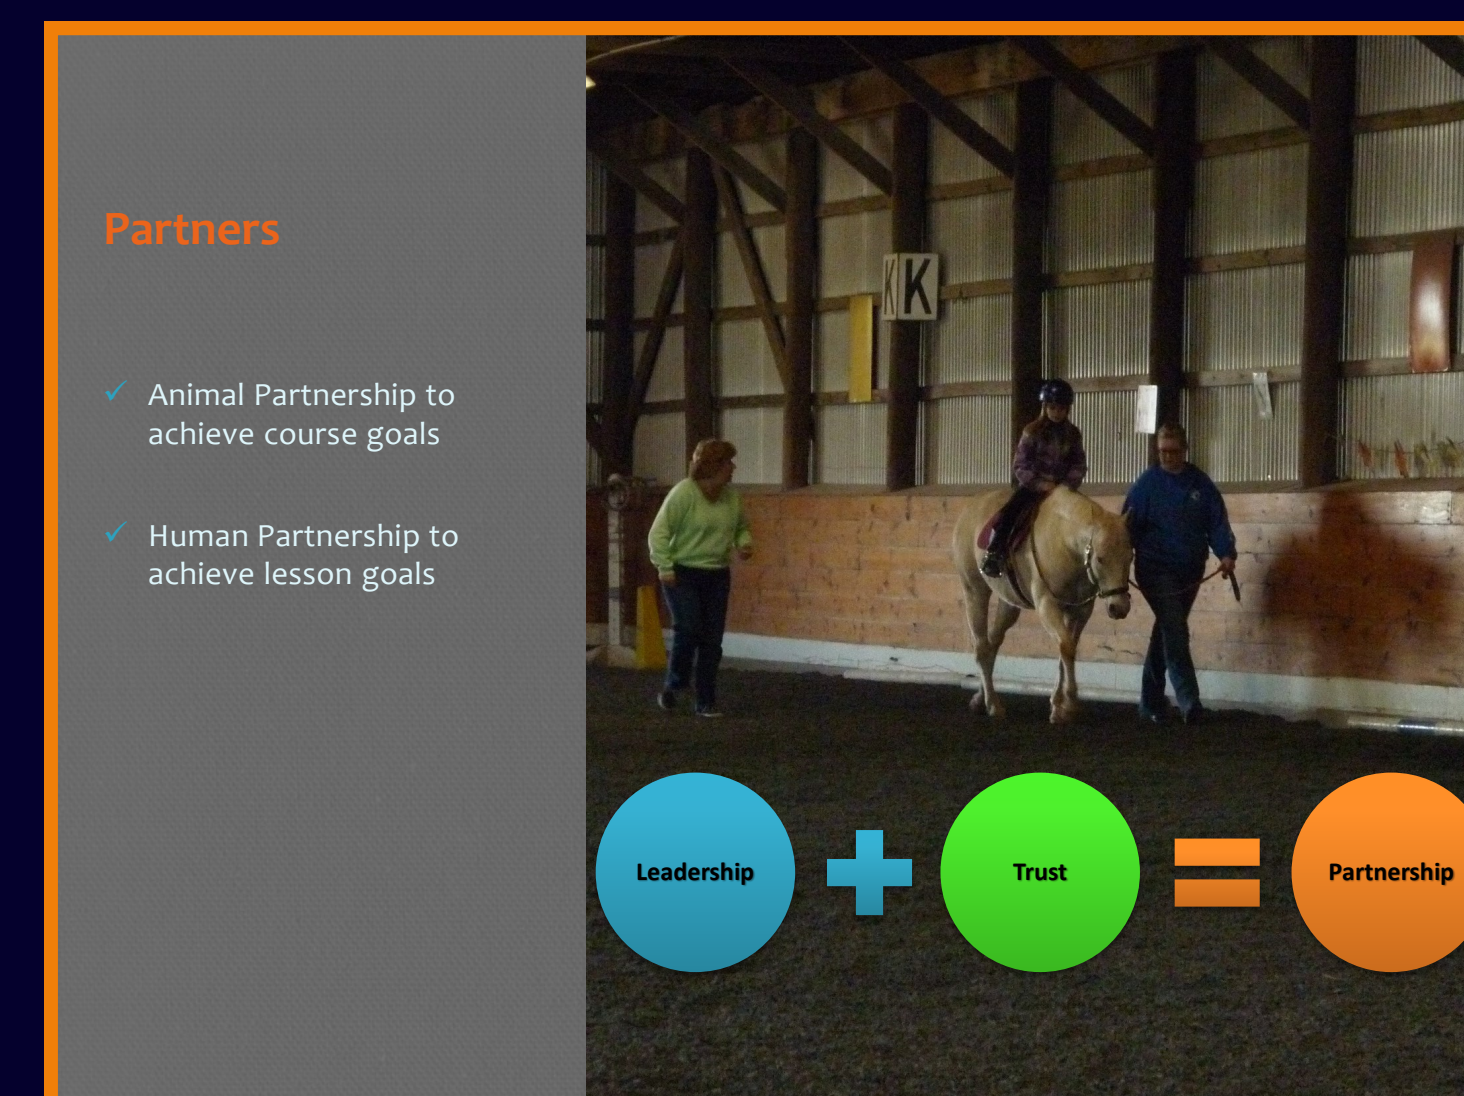 Partners
Animal Partnership to
achieve course goals
Human Partnership to
achieve lesson goals
K K
Leadership
Trust
Partnership